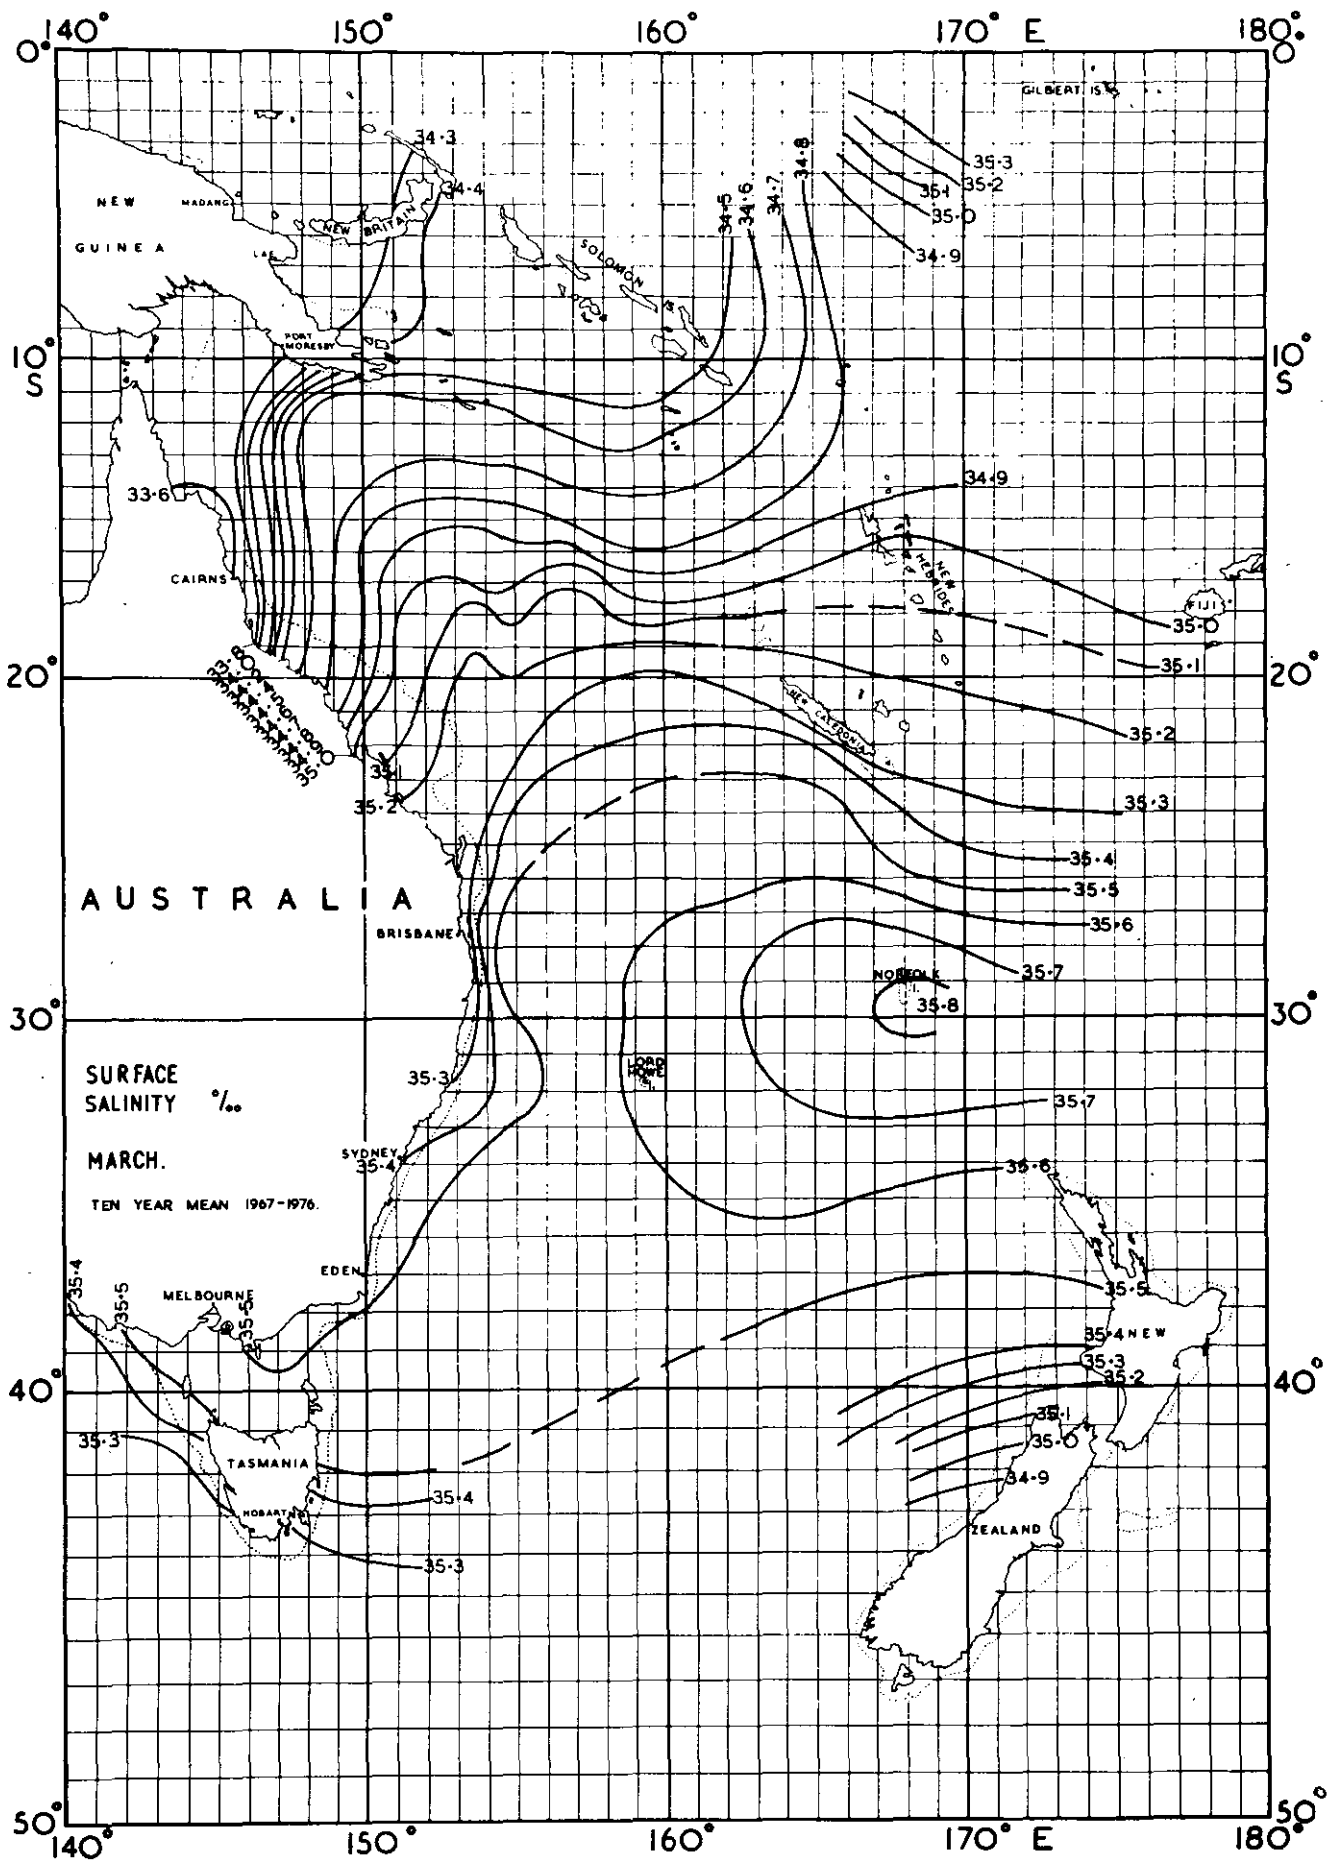 140° 150° 160° 170° E 180°
0° 0°
GILBERT IS.
34·3
34·4
34·5
34·6
34·7
34·8
35·3
35·2
35·1
35·0
34·9
NEW
GUINEA
MADANG
LAE
NEW BRITAIN
SOLOMON
PORT
MORESBY
10° 10°
S S
33·6
34·9
CAIRNS
NEW
HEBRIDES
FIJI
35·0
35·1
20° 20°
35·2
NEW CALEDONIA
35·1
35·2
35·3
35·4
35·5
35·6
AUSTRALIA
BRISBANE
35·7
NORFOLK
35·8
30° 30°
LORD
HOWE
35·3
SURFACE
SALINITY °/₀₀
35·7
MARCH.
SYDNEY
35·4
35·6
TEN YEAR MEAN 1967-1976.
EDEN
35·4
35·5
MELBOURNE
35·5
35·5
35·4 NEW
35·3
35·2
40° 40°
35·1
35·0
34·9
35·3
TASMANIA
35·4
HOBART
ZEALAND
35·3
50° 50°
140° 150° 160° 170° E 180°